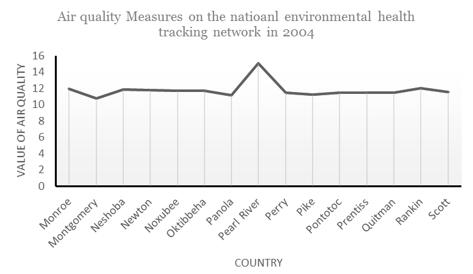 Air quality Measures on the natioanl environmental health
tracking network in 2004
VALUE OF AIR QUALITY
16
14
12
10
8
6
4
2
0
Monroe
Montgomery
Neshoba
Newton
Noxubee
Oktibbeha
Panola
Pearl River
Perry
Pike
Pontotoc
Prentiss
Quitman
Rankin
Scott
COUNTRY